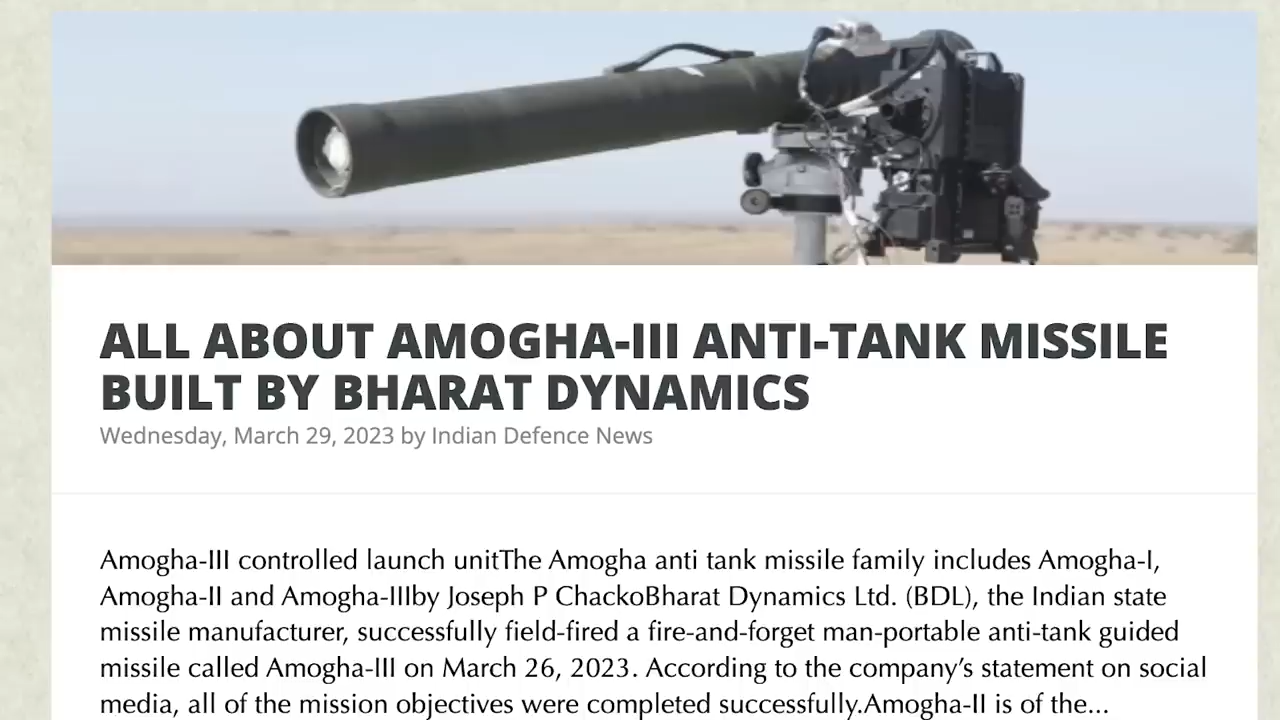 ALL ABOUT AMOGHA-III ANTI-TANK MISSILE
BUILT BY BHARAT DYNAMICS
Wednesday, March 29, 2023 by Indian Defence News
Amogha-III controlled launch unitThe Amogha anti tank missile family includes Amogha-I,
Amogha-II and Amogha-IIIby Joseph P ChackoBharat Dynamics Ltd. (BDL), the Indian state
missile manufacturer, successfully field-fired a fire-and-forget man-portable anti-tank guided
missile called Amogha-III on March 26, 2023. According to the company’s statement on social
media, all of the mission objectives were completed successfully.Amogha-II is of the...